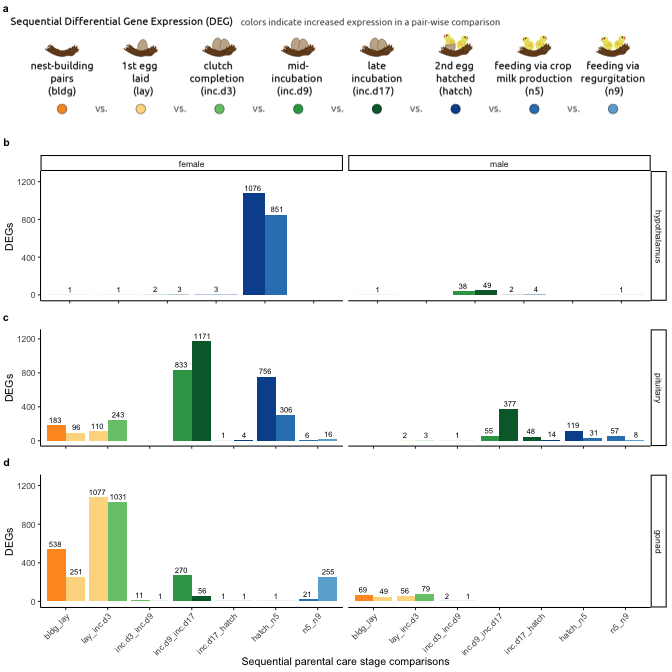 a
Sequential Differential Gene Expression (DEG) colors indicate increased expression in a pair-wise comparison
nest-building pairs (bldg)
1st egg laid (lay)
clutch completion (inc.d3)
mid-incubation (inc.d9)
late incubation (inc.d17)
2nd egg hatched (hatch)
feeding via crop milk production (n5)
feeding via regurgitation (n9)
vs. vs. vs. vs. vs. vs. vs.
b
female male
DEGs
1200
800
400
0
1 1 2 3 3 1076 851
1 38 49 2 4 1
hypothalamus
c
DEGs
1200
800
400
0
183 96 110 243 833 1171 1 4 756 306 6 16
2 3 1 55 377 48 14 119 31 57 8
pituitary
d
DEGs
1200
800
400
0
538 251 1077 1031 11 1 270 56 1 1 1 21 255
69 49 56 79 2 1
gonad
bldg_lay lay_inc.d3 inc.d3_inc.d9 inc.d9_inc.d17 inc.d17_hatch hatch_n5 n5_n9
bldg_lay lay_inc.d3 inc.d3_inc.d9 inc.d9_inc.d17 inc.d17_hatch hatch_n5 n5_n9
Sequential parental care stage comparisons